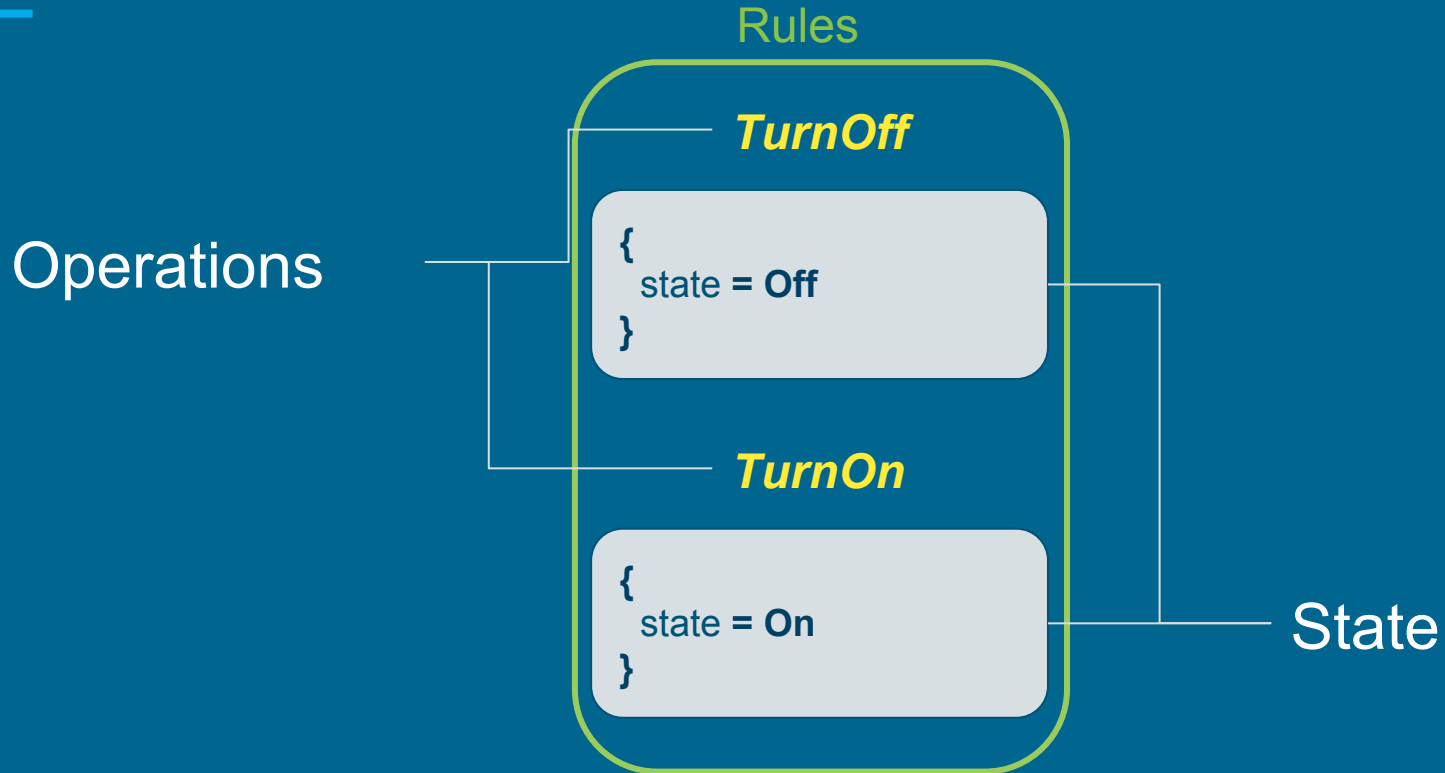 Rules
TurnOff
Operations
{
state = Off
}
TurnOn
{
state = On
}
State